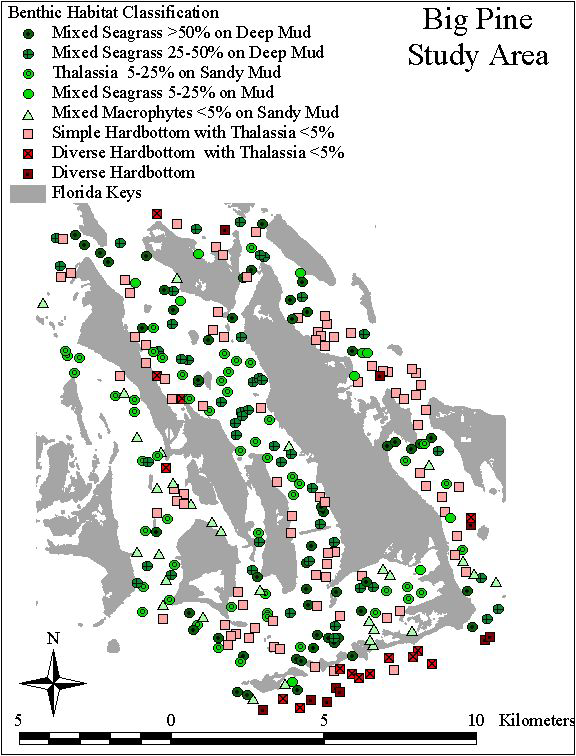 Benthic Habitat Classification
Mixed Seagrass >50% on Deep Mud
Mixed Seagrass 25-50% on Deep Mud
Thalassia 5-25% on Sandy Mud
Mixed Seagrass 5-25% on Mud
Mixed Macrophytes <5% on Sandy Mud
Simple Hardbottom with Thalassia <5%
Diverse Hardbottom with Thalassia <5%
Diverse Hardbottom
Florida Keys
Big Pine
Study Area
N
5 0 5 10 Kilometers